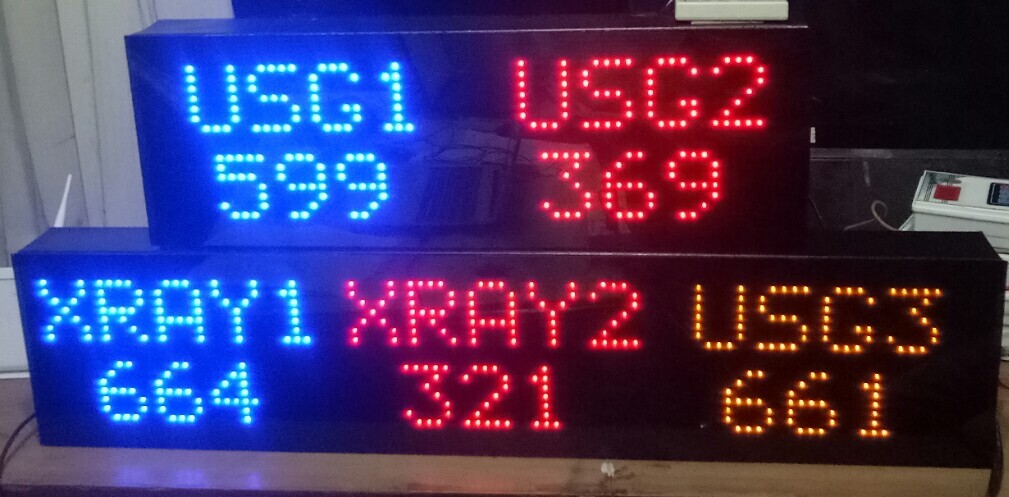 USG1 USG2
599 369
XRAY1 XRAY2 USG3
664 321 661